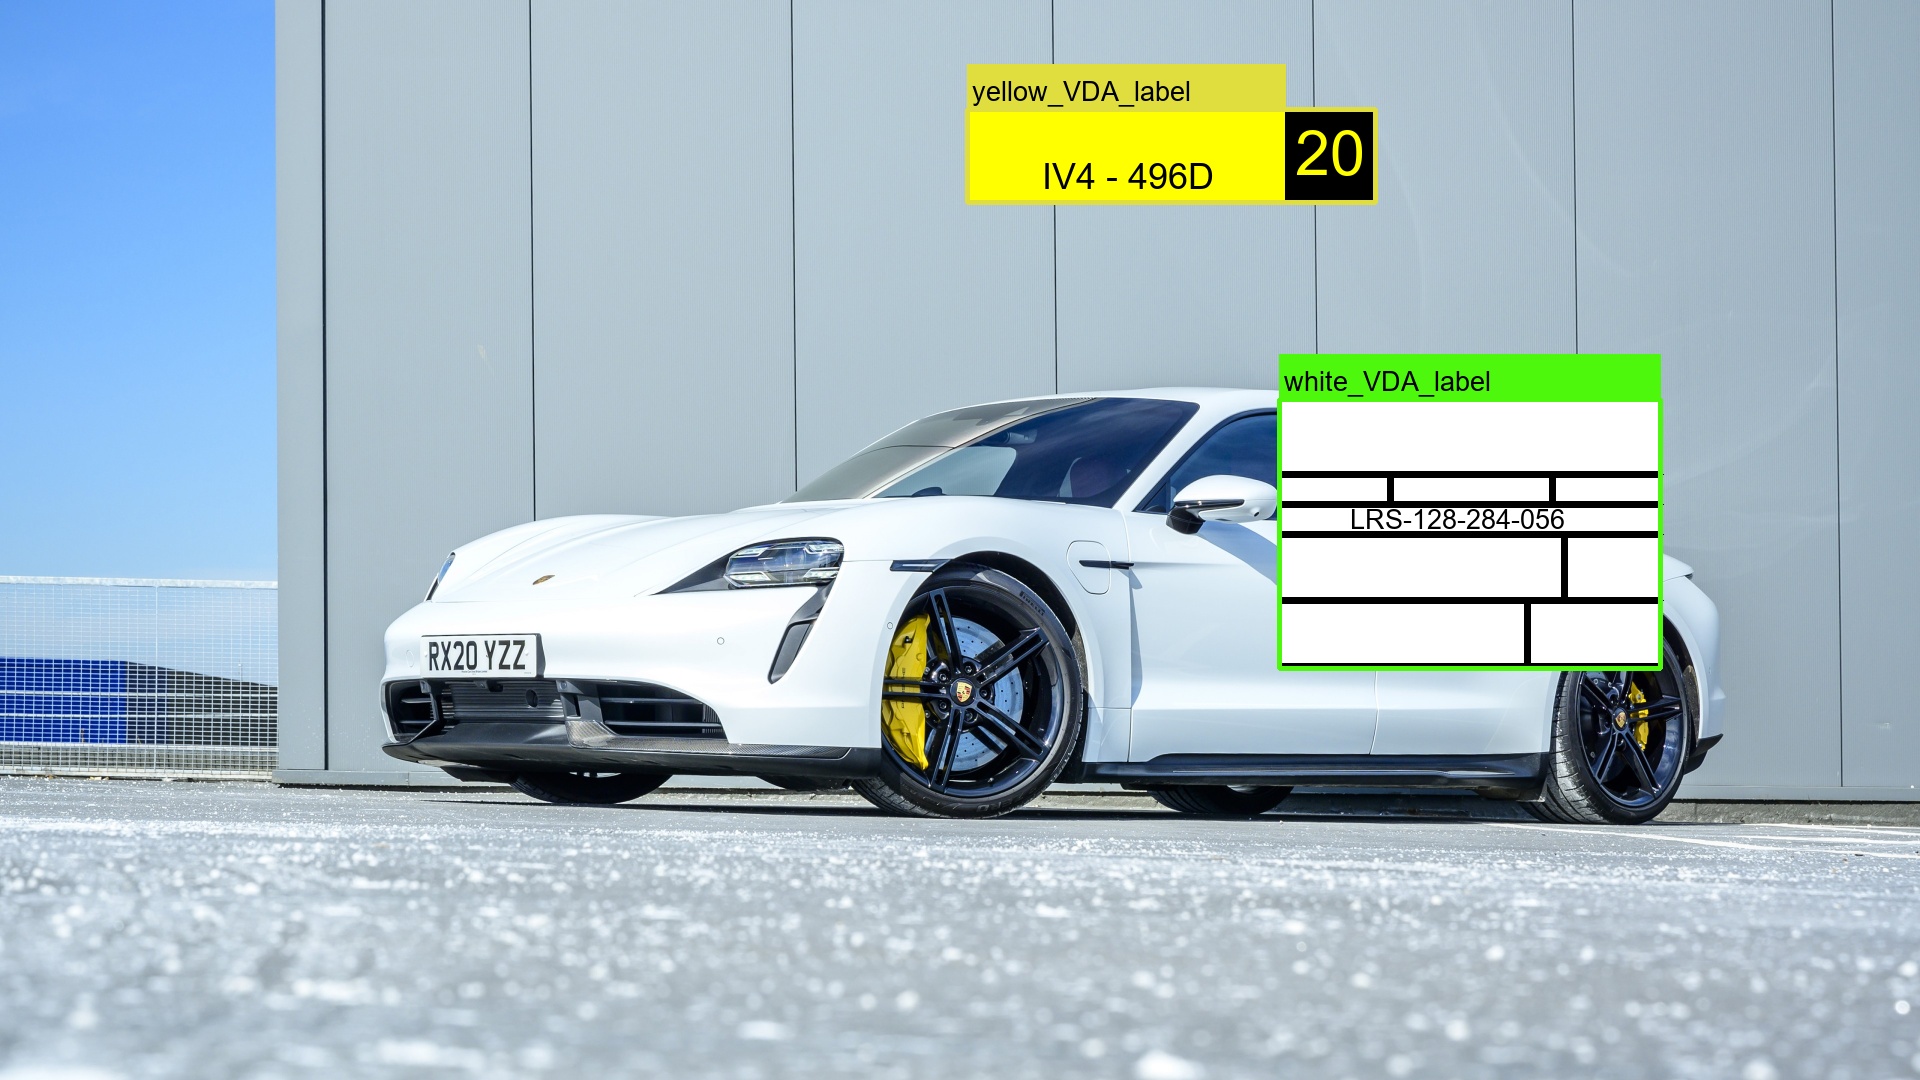 yellow_VDA_label
IV4 - 496D
20
white_VDA_label
LRS-128-284-056
RX20 YZZ